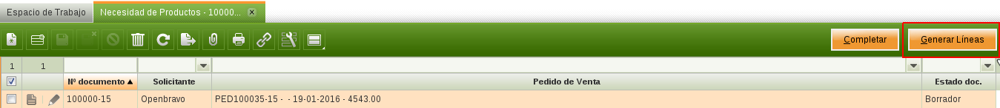 Espacio de Trabajo
Necesidad de Productos - 10000...
Completar
Generar Líneas
1
1
Nº documento
Solicitante
Pedido de Venta
Estado doc.
100000-15
Openbravo
PED100035-15 - - 19-01-2016 - 4543.00
Borrador